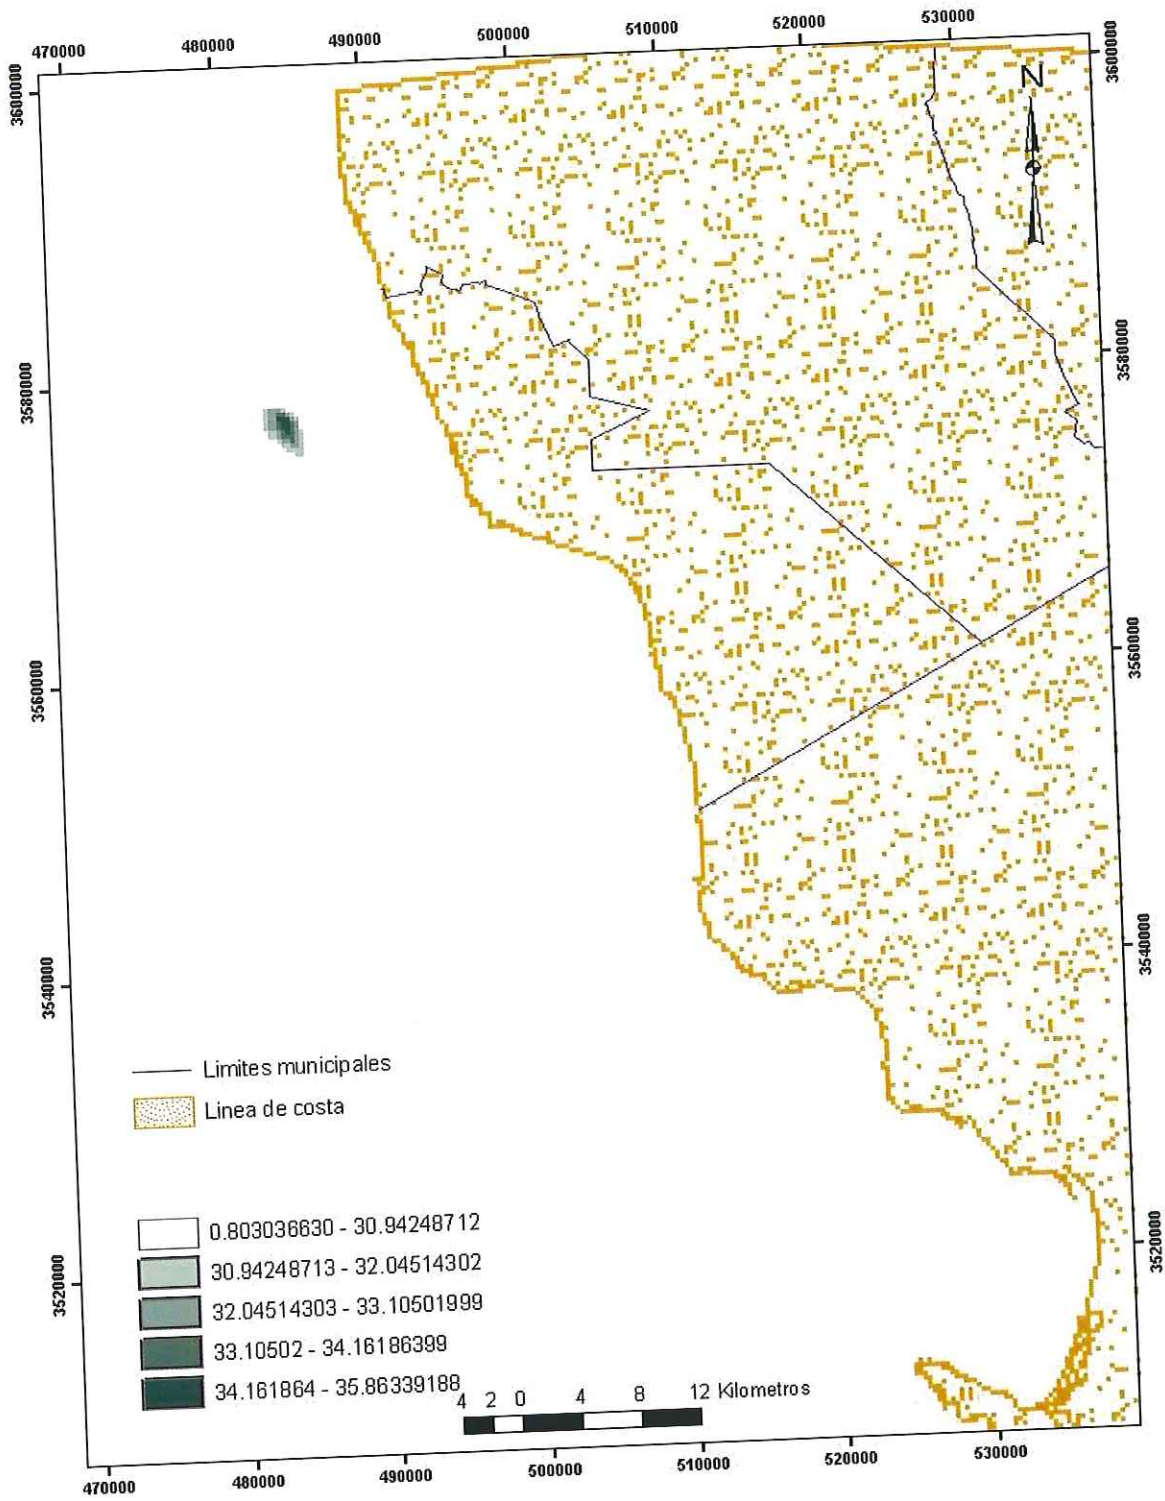 470000 480000 490000 500000 510000 520000 530000
3600000 3600000
N
3580000 3580000
3560000 3560000
3540000 3540000
Limites municipales
Linea de costa
0.803036630 - 30.94248712
30.94248713 - 32.04514302
32.04514303 - 33.10501999
33.10502 - 34.16186399
34.161864 - 35.86339188
3520000 3520000
4 2 0 4 8 12 Kilometros
470000 480000 490000 500000 510000 520000 530000